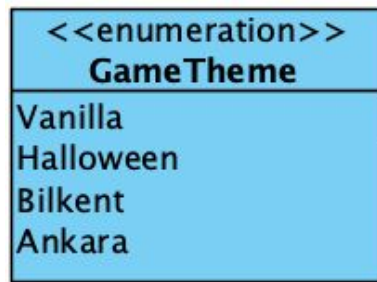 <<enumeration>>
GameTheme
Vanilla
Halloween
Bilkent
Ankara